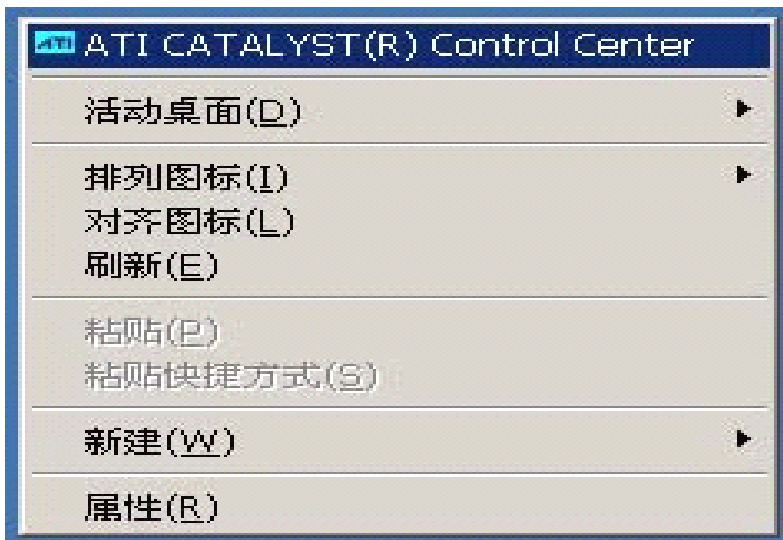 ATI ATI CATALYST(R) Control Center
活动桌面(D)
排列图标(I)
对齐图标(L)
刷新(E)
粘贴(P)
粘贴快捷方式(S)
新建(W)
属性(R)